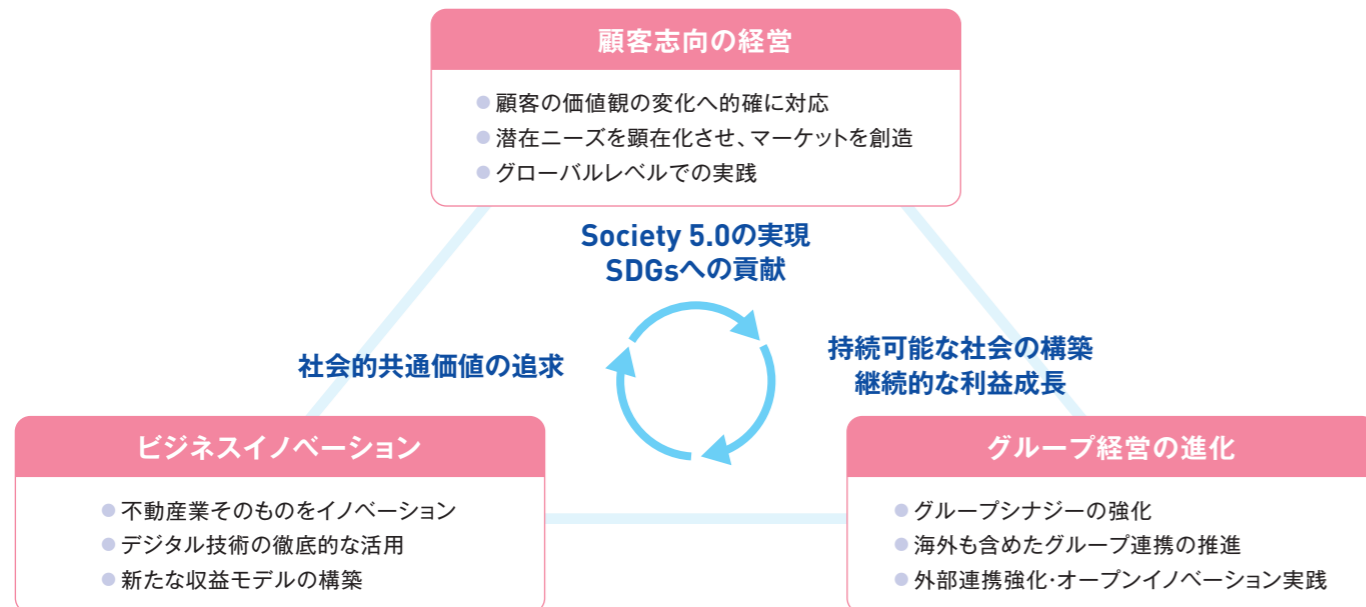 顧客志向の経営
●顧客の価値観の変化へ的確に対応
●潜在ニーズを顕在化させ、マーケットを創造
●グローバルレベルでの実践
Society 5.0の実現
SDGsへの貢献
社会的共通価値の追求
持続可能な社会の構築
継続的な利益成長
ビジネスイノベーション
●不動産業そのものをイノベーション
●デジタル技術の徹底的な活用
●新たな収益モデルの構築
グループ経営の進化
●グループシナジーの強化
●海外も含めたグループ連携の推進
●外部連携強化・オープンイノベーション実践